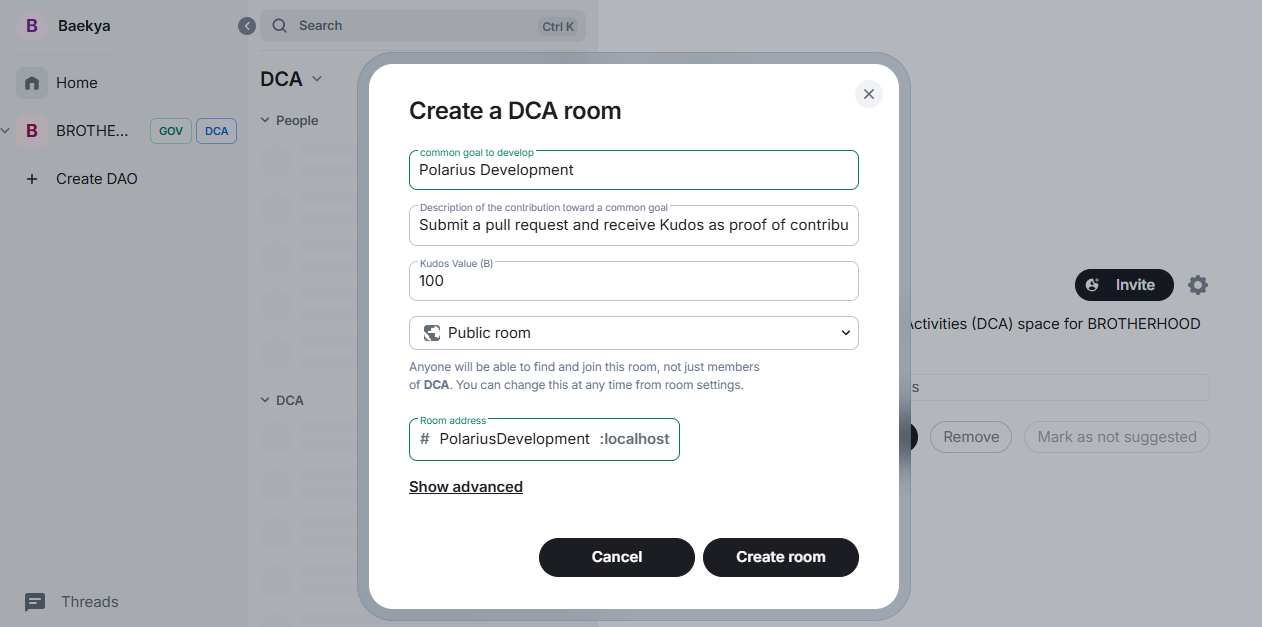 B Baekya
Search Ctrl K
Home
B BROTHE... GOV DCA
Create DAO
Threads
DCA
People
DCA
Create a DCA room
common goal to develop
Polarius Development
Description of the contribution toward a common goal
Submit a pull request and receive Kudos as proof of contribu
Kudos Value (B)
100
Public room
Anyone will be able to find and join this room, not just members
of DCA. You can change this at any time from room settings.
Room address
# PolariusDevelopment :localhost
Show advanced
Cancel Create room
Invite
Activities (DCA) space for BROTHERHOOD
s
Remove Mark as not suggested